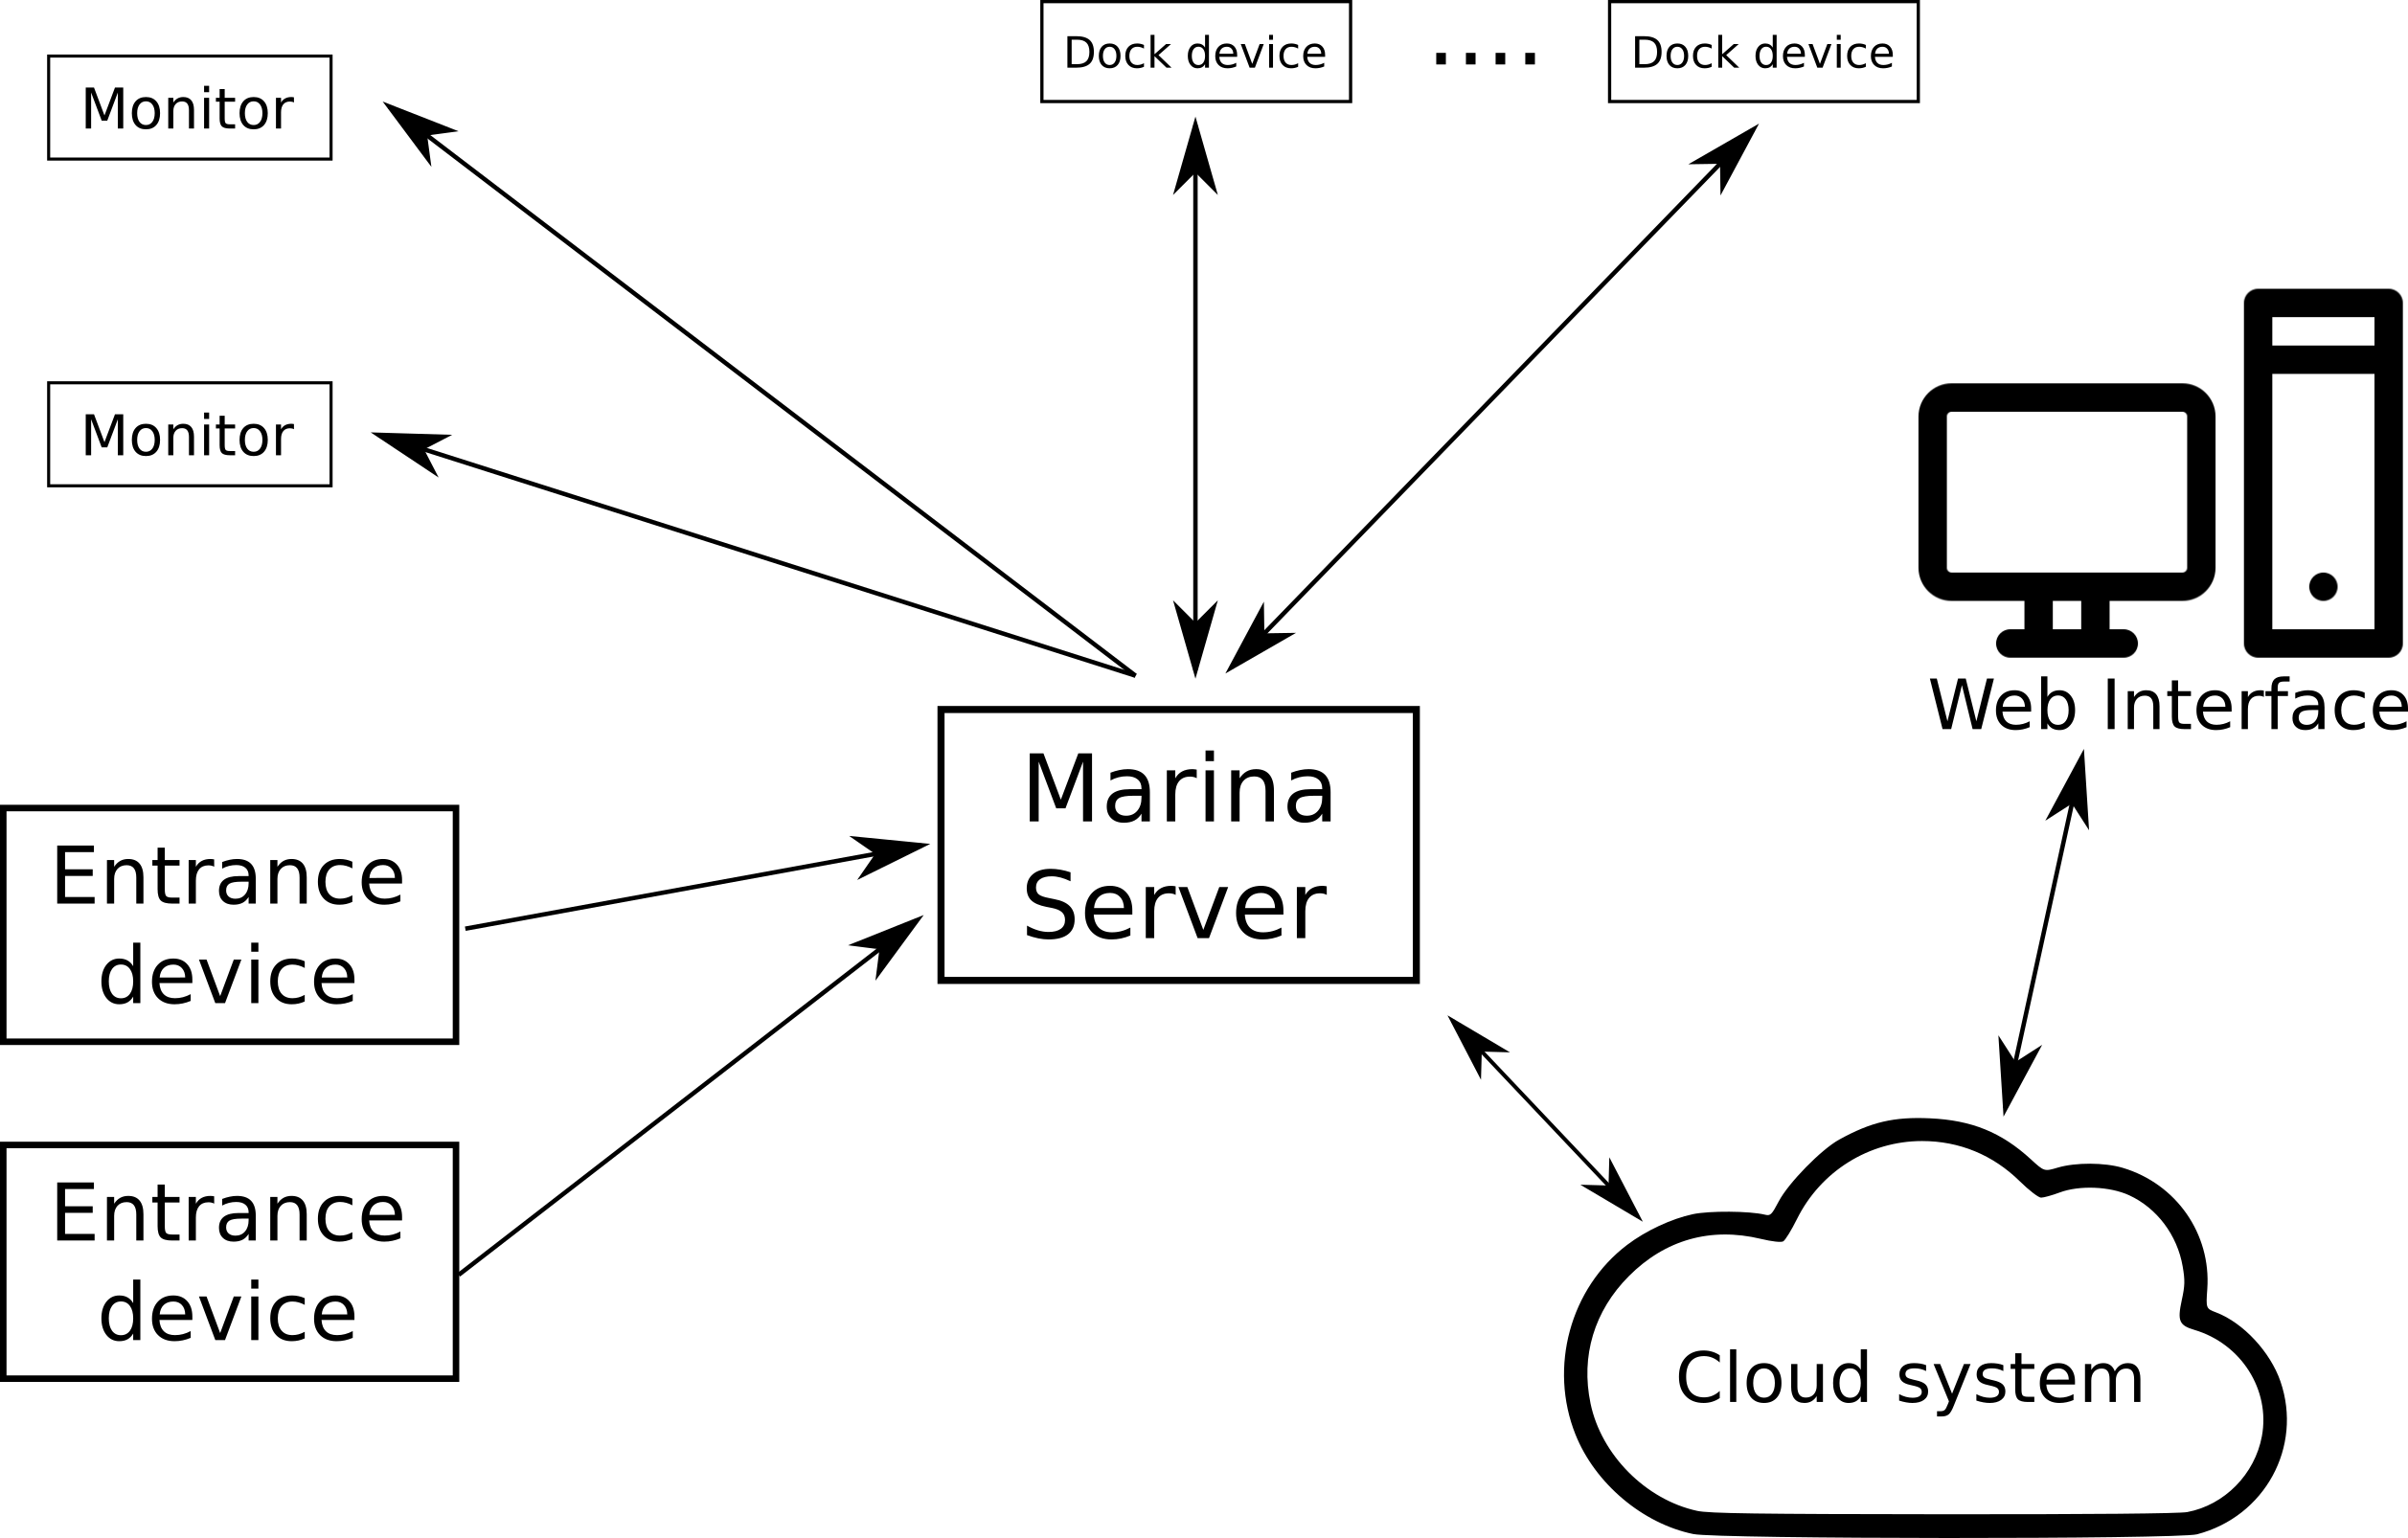 Dock device
....
Dock device
Monitor
Monitor
Web Interface
Marina
Server
Entrance
device
Entrance
device
Cloud system